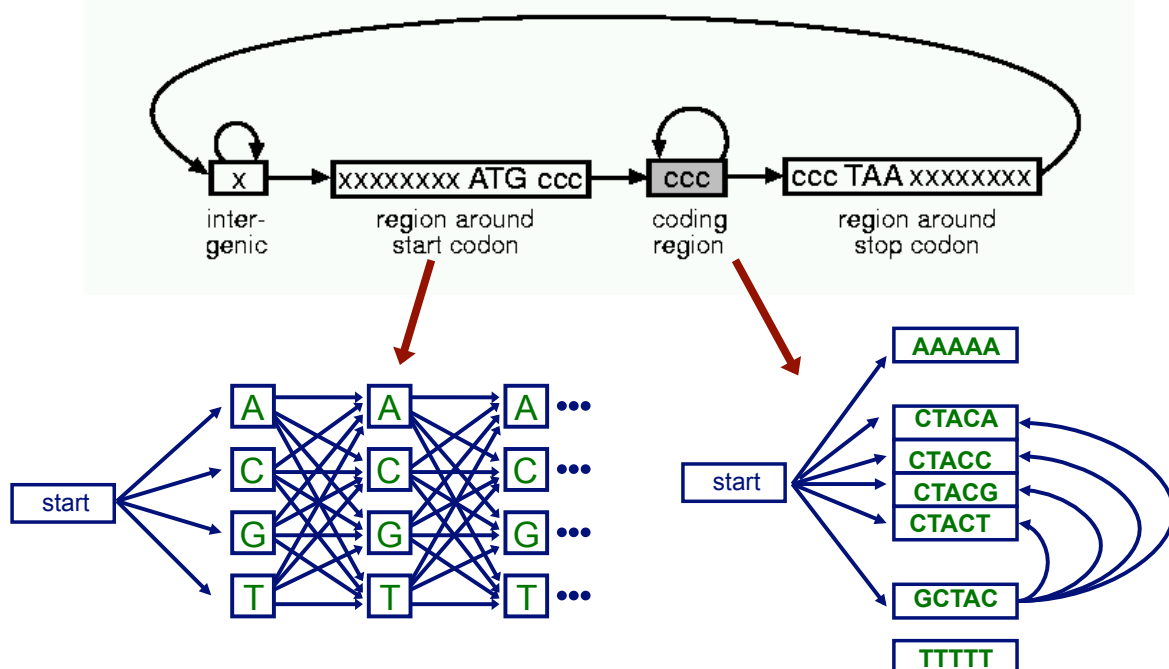 x
xxxxxxxx ATG ccc
ccc
ccc TAA xxxxxxxx
inter-
genic
region around
start codon
coding
region
region around
stop codon
start
A A A •••
C C C •••
G G G •••
T T T •••
start
AAAAA
CTACA
CTACC
CTACG
CTACT
GCTAC
TTTTT